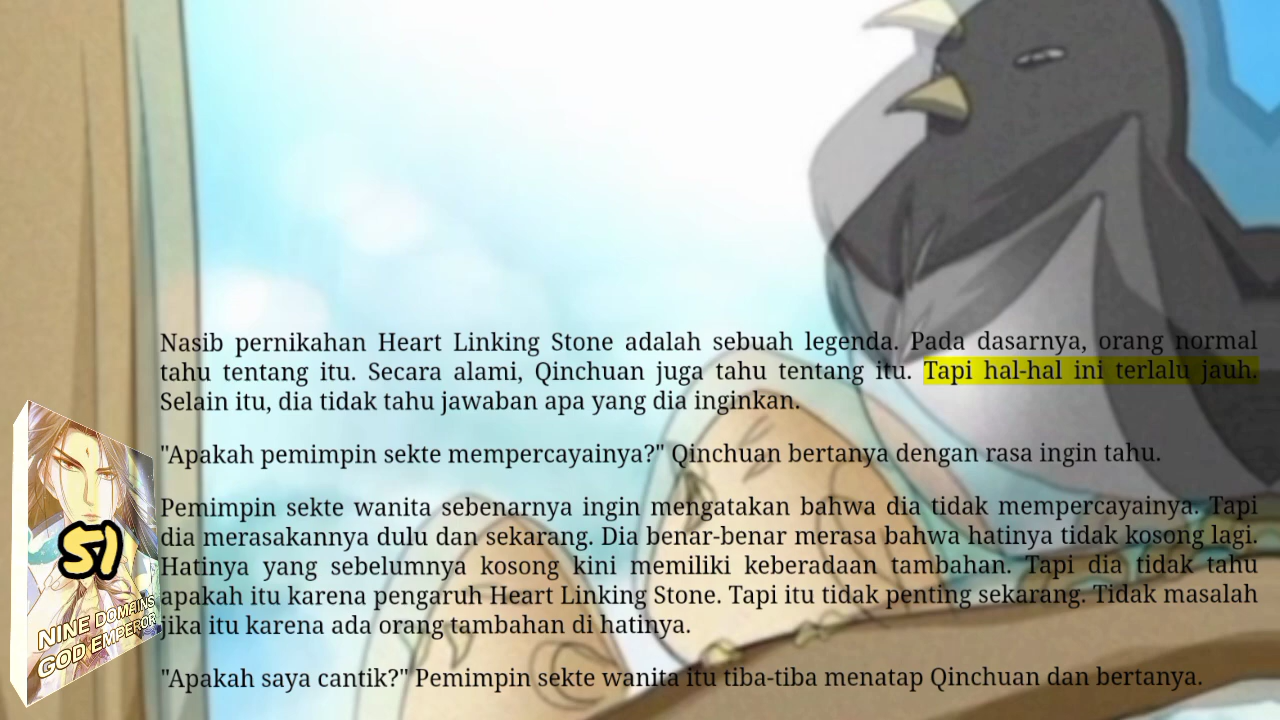 Nasib pernikahan Heart Linking Stone adalah sebuah legenda. Pada dasarnya, orang normal
tahu tentang itu. Secara alami, Qinchuan juga tahu tentang itu. Tapi hal-hal ini terlalu jauh.
Selain itu, dia tidak tahu jawaban apa yang dia inginkan.
"Apakah pemimpin sekte mempercayainya?" Qinchuan bertanya dengan rasa ingin tahu.
Pemimpin sekte wanita sebenarnya ingin mengatakan bahwa dia tidak mempercayainya. Tapi
dia merasakannya dulu dan sekarang. Dia benar-benar merasa bahwa hatinya tidak kosong lagi.
Hatinya yang sebelumnya kosong kini memiliki keberadaan tambahan. Tapi dia tidak tahu
apakah itu karena pengaruh Heart Linking Stone. Tapi itu tidak penting sekarang. Tidak masalah
jika itu karena ada orang tambahan di hatinya.
"Apakah saya cantik?" Pemimpin sekte wanita itu tiba-tiba menatap Qinchuan dan bertanya.
51
NINE DOMAINS
GOD EMPEROR